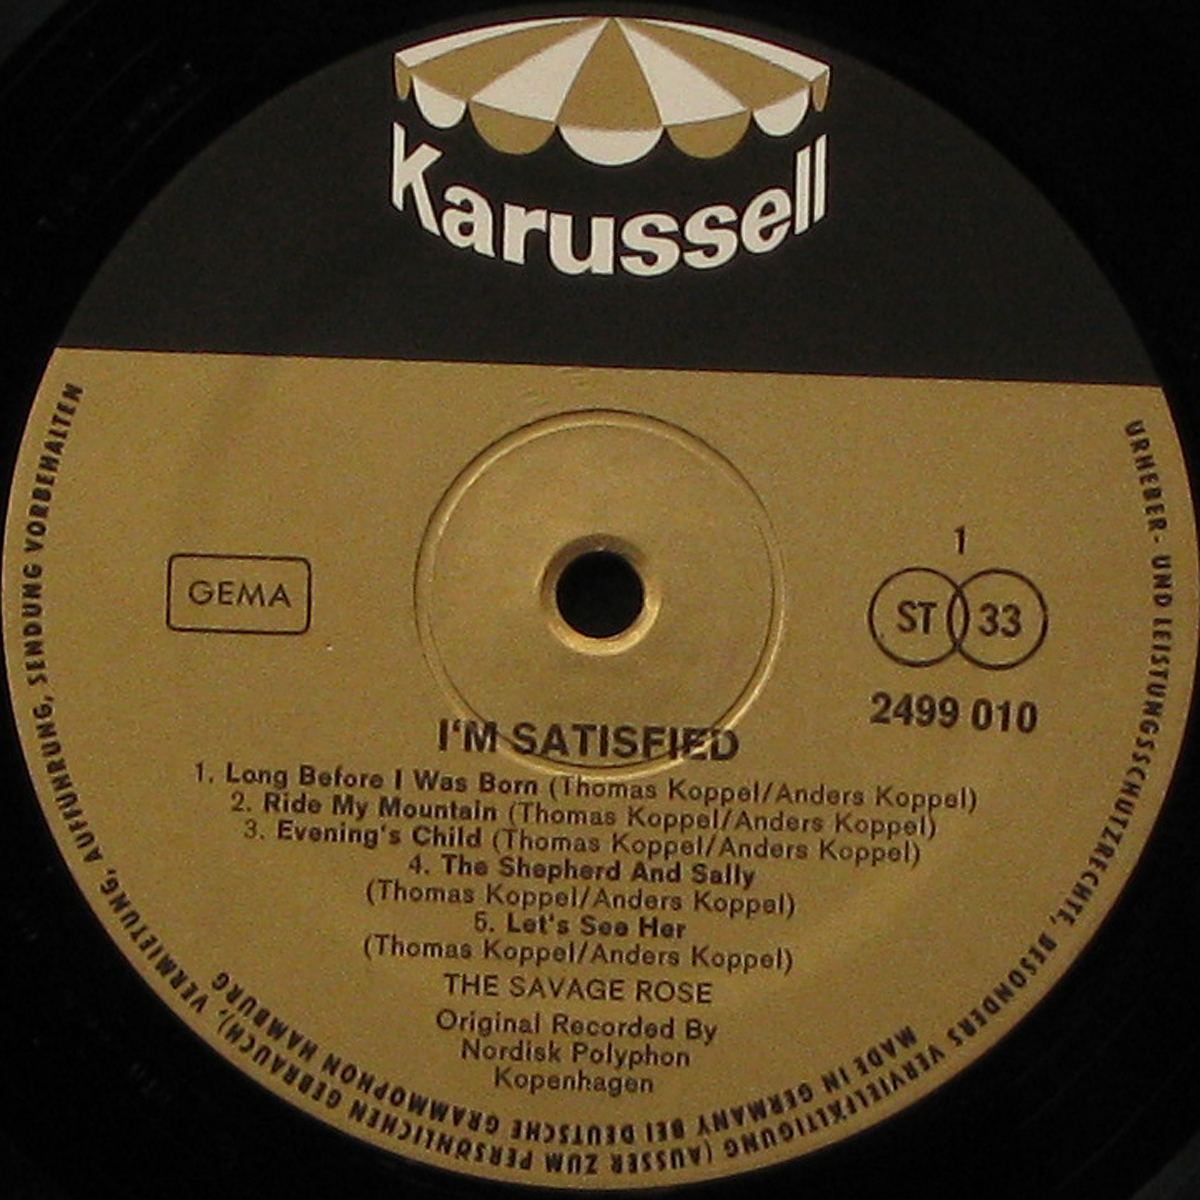 Karussell
GEMA
1
ST 33
2499 010
I'M SATISFIED
1. Long Before I Was Born (Thomas Koppel/Anders Koppel)
2. Ride My Mountain (Thomas Koppel/Anders Koppel)
3. Evening's Child (Thomas Koppel/Anders Koppel)
4. The Shepherd And Sally
(Thomas Koppel/Anders Koppel)
5. Let's See Her
(Thomas Koppel/Anders Koppel)
THE SAVAGE ROSE
Original Recorded By
Nordisk Polyphon
Kopenhagen
URHEBER- UND LEISTUNGSSCHUTZRECHTE, BESONDERS VERVIELFÄLTIGUNG (AUSSER ZUM PERSÖNLICHEN GEBRAUCH), VERMIETUNG, AUFFÜHRUNG, SENDUNG VORBEHALTEN
MADE IN GERMANY BEI DEUTSCHE GRAMMOPHON HAMBURG